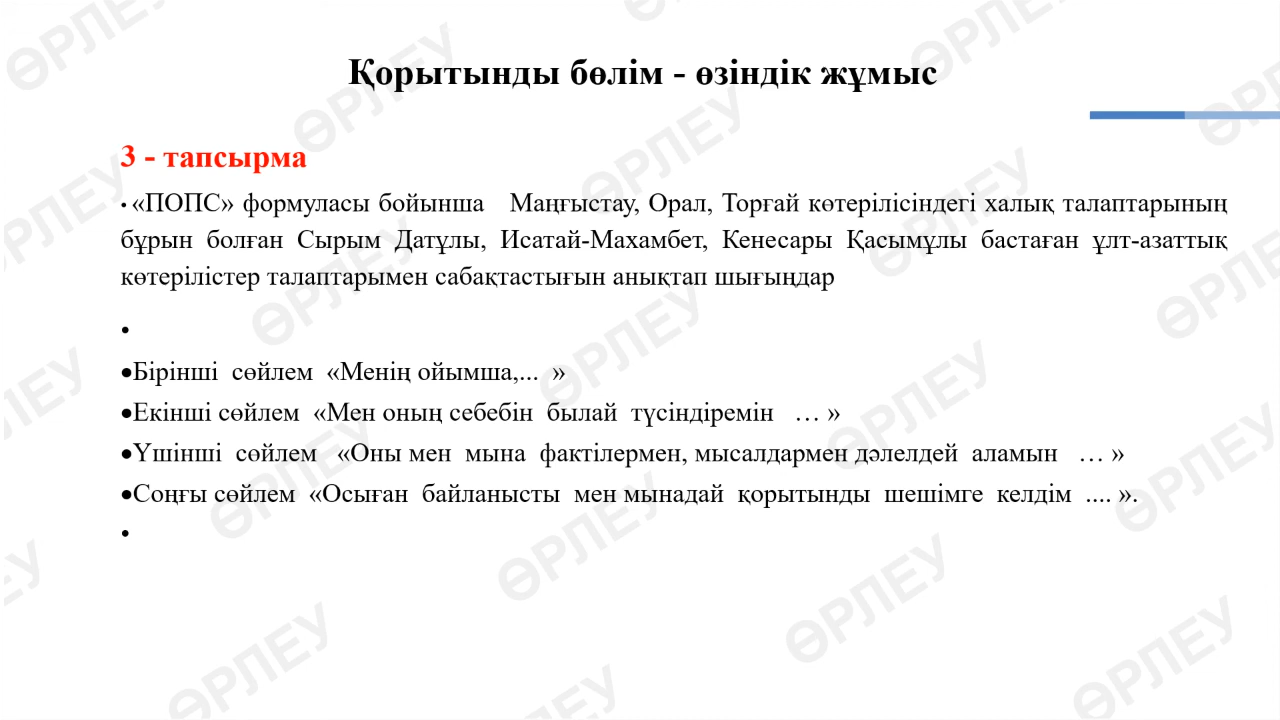 Қорытынды бөлім - өзіндік жұмыс
3 - тапсырма
• «ПОПС» формуласы бойынша Маңғыстау, Орал, Торғай көтерілісіндегі халық талаптарының
бұрын болған Сырым Датұлы, Исатай-Махамбет, Кенесары Қасымұлы бастаған ұлт-азаттық
көтерілістер талаптарымен сабақтастығын анықтап шығыңдар
•
•Бірінші сөйлем «Менің ойымша,... »
•Екінші сөйлем «Мен оның себебін былай түсіндіремін … »
•Үшінші сөйлем «Оны мен мына фактілермен, мысалдармен дәлелдей аламын … »
•Соңғы сөйлем «Осыған байланысты мен мынадай қорытынды шешімге келдім .... ».
•
ӨРЛЕУ